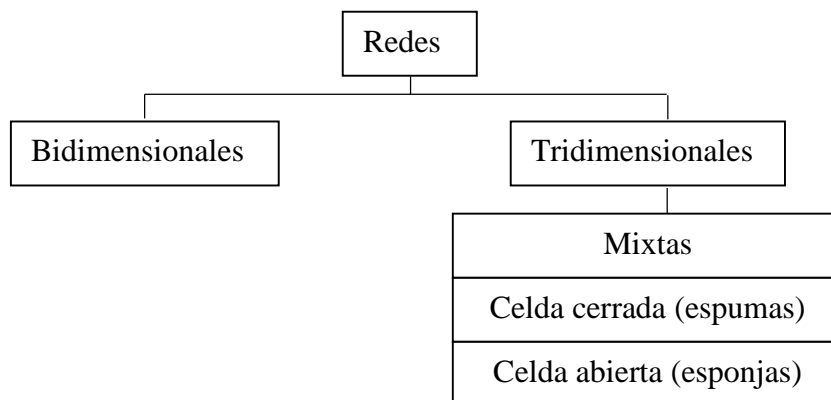 Redes
Bidimensionales
Tridimensionales
Mixtas
Celda cerrada (espumas)
Celda abierta (esponjas)